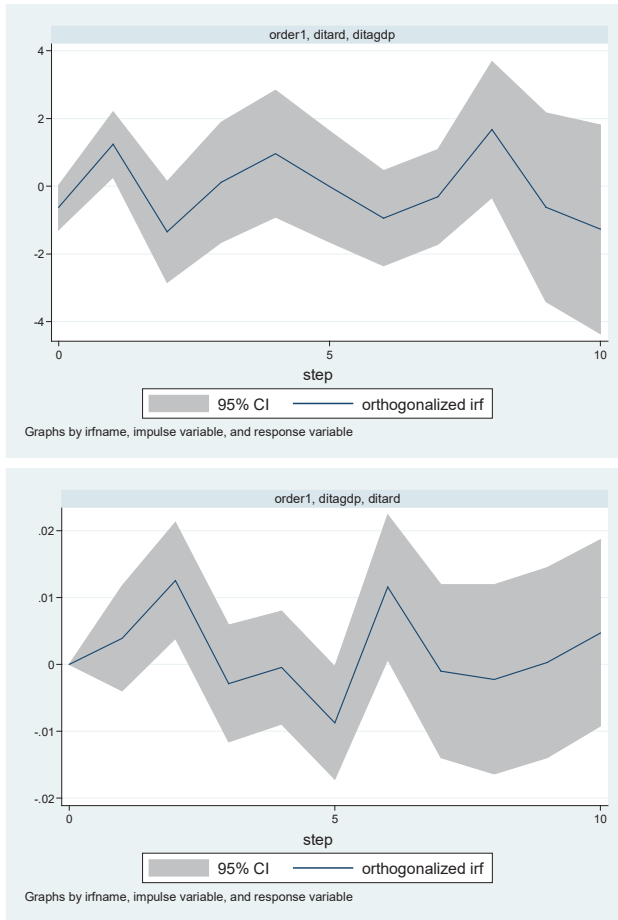 order1, ditard, ditagdp
4
2
0
-2
-4
0 5 10
step
95% CI orthogonalized irf
Graphs by irfname, impulse variable, and response variable
order1, ditagdp, ditard
.02
.01
0
-.01
-.02
0 5 10
step
95% CI orthogonalized irf
Graphs by irfname, impulse variable, and response variable